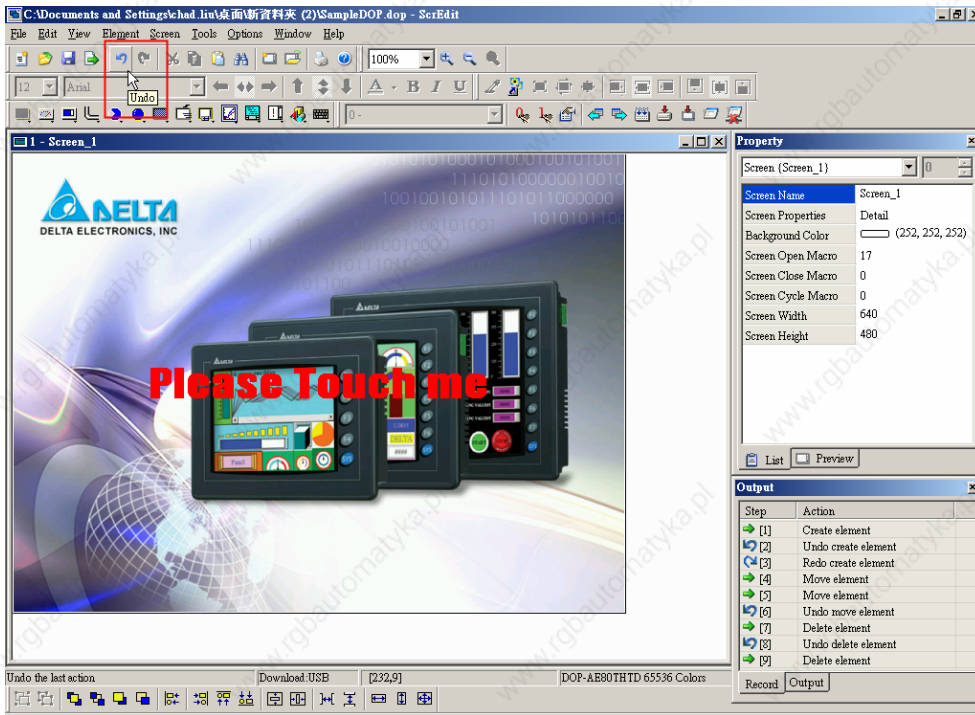 C:\Documents and Settings\chad.liu\桌面\新資料夾 (2)\SampleDOP.dop - ScrEdit
File Edit View Element Screen Tools Options Window Help
100%
12 Arial
A B I U
Undo
0 -
1 - Screen_1
DELTA
DELTA ELECTRONICS, INC
Please Touch me
Property
Screen {Screen_1} 0
Screen Name Screen_1
Screen Properties Detail
Background Color (252, 252, 252)
Screen Open Macro 17
Screen Close Macro 0
Screen Cycle Macro 0
Screen Width 640
Screen Height 480
List Preview
Output
Step Action
[1] Create element
[2] Undo create element
[3] Redo create element
[4] Move element
[5] Move element
[6] Undo move element
[7] Delete element
[8] Undo delete element
[9] Delete element
Record Output
Undo the last action Download:USB [232,9] DOP-AE80THTD 65536 Colors
www.rgbautomatyka.pl